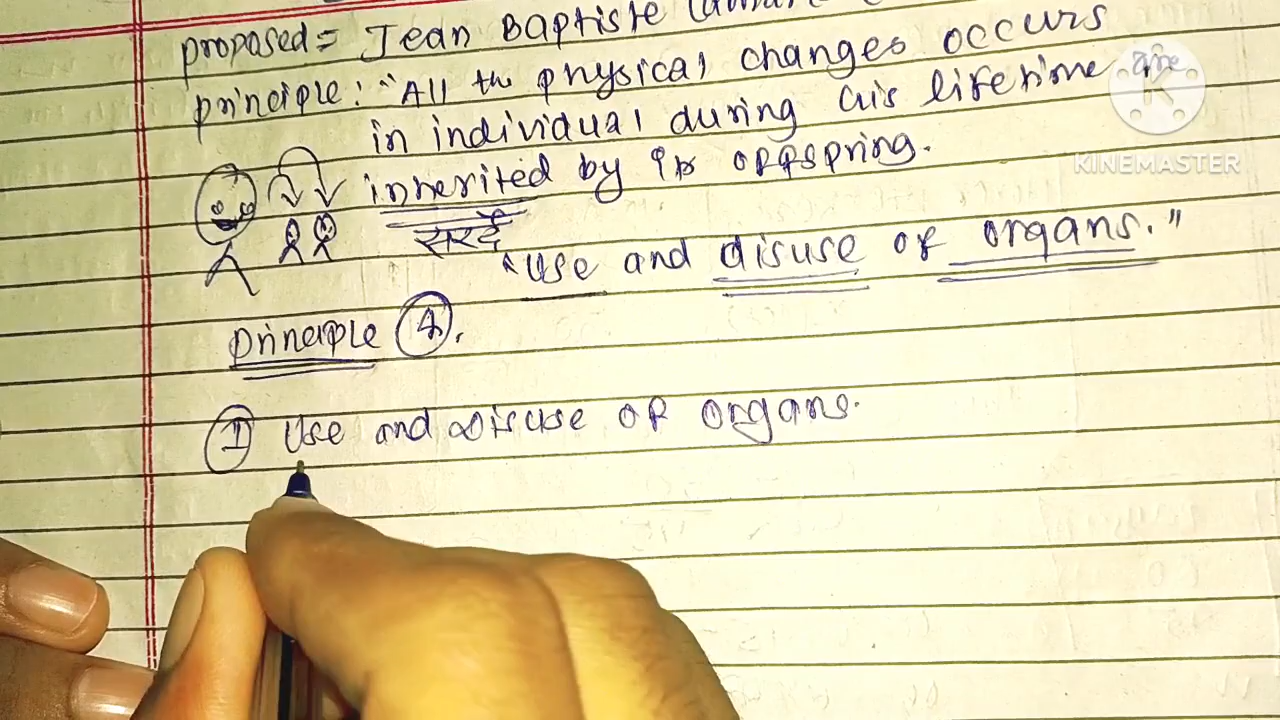 proposed = Jean Baptiste
principle: "All the physical changes occurs
in individual during his lifetime are
inherited by its offspring.
"Use and disuse of organs."
principle 4.
I Use and Disuse of organs.
KINEMASTER